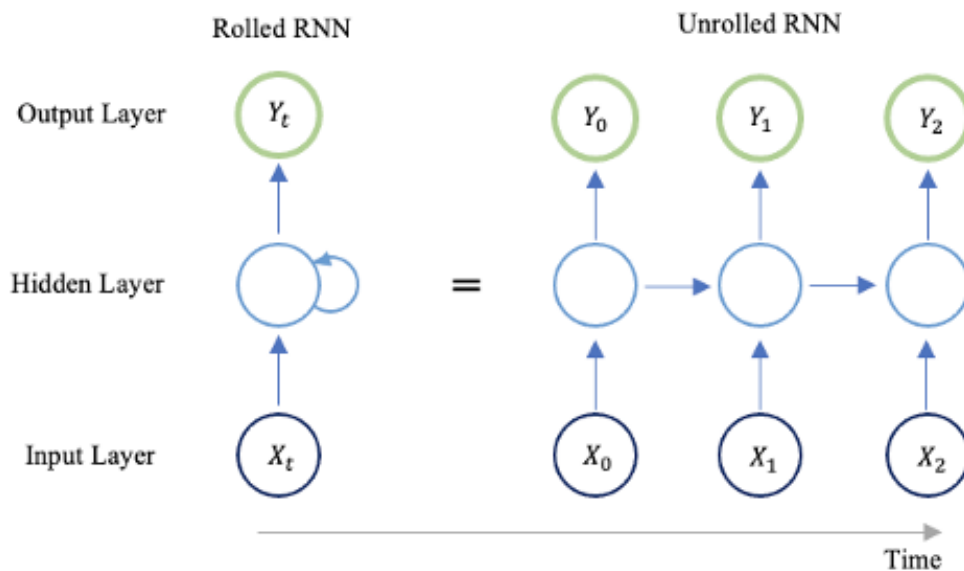 Rolled RNN
Unrolled RNN
Output Layer
Y_t
Y_0
Y_1
Y_2
Hidden Layer
=
Input Layer
X_t
X_0
X_1
X_2
Time